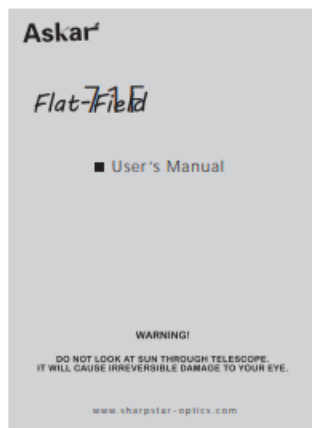 Askar
Flat-Field
71F
■ User's Manual
WARNING!
DO NOT LOOK AT SUN THROUGH TELESCOPE.
IT WILL CAUSE IRREVERSIBLE DAMAGE TO YOUR EYE.
www.sharpstar-optics.com